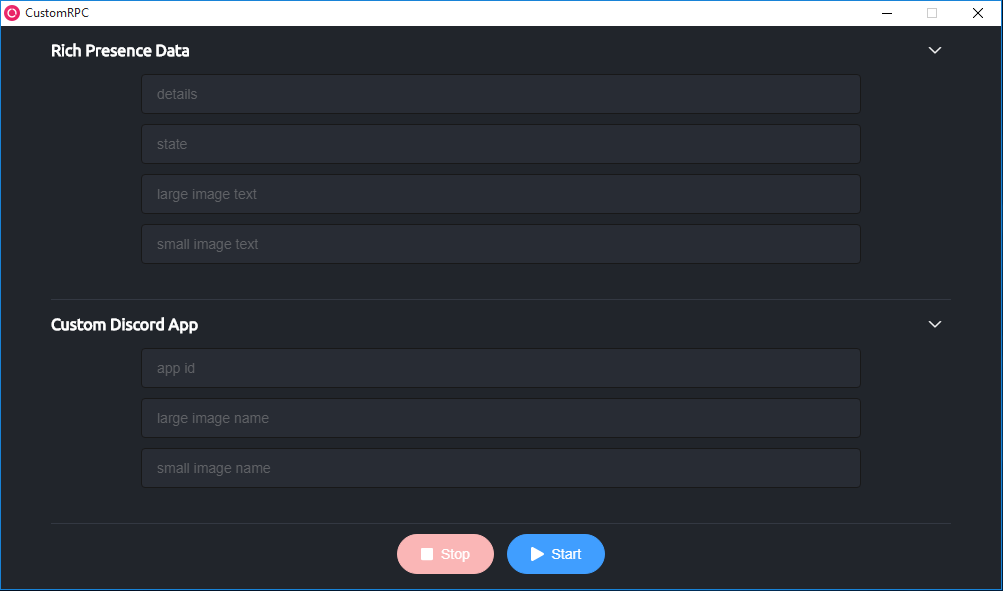 CustomRPC
Rich Presence Data
details
state
large image text
small image text
Custom Discord App
app id
large image name
small image name
Stop
Start